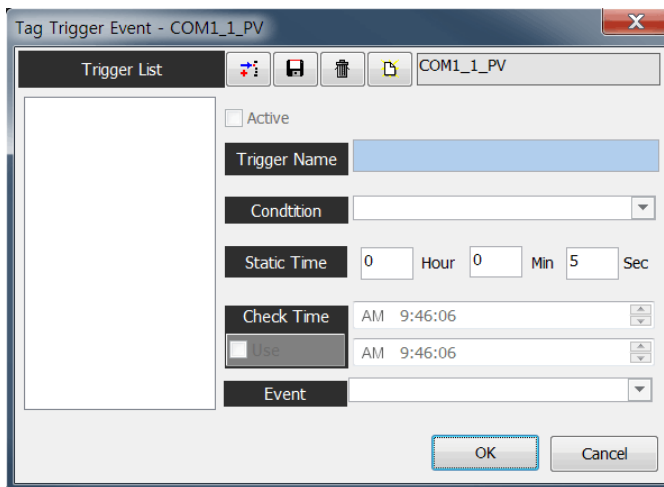 Tag Trigger Event - COM1_1_PV
Trigger List
COM1_1_PV
Active
Trigger Name
Condtition
Static Time 0 Hour 0 Min 5 Sec
Check Time AM 9:46:06
Use AM 9:46:06
Event
OK Cancel